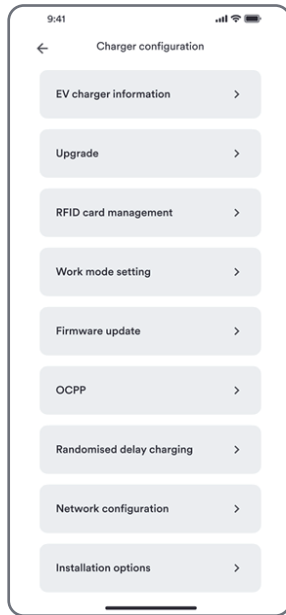 9:41
Charger configuration
EV charger information
Upgrade
RFID card management
Work mode setting
Firmware update
OCPP
Randomised delay charging
Network configuration
Installation options